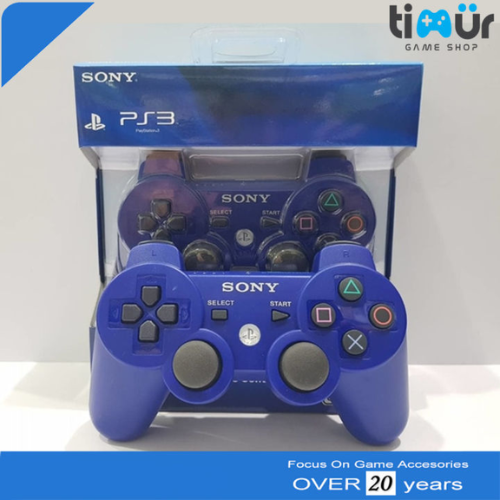 timur
GAME SHOP
SONY
PS3
PlayStation.3
SONY
SELECT
START
L
R
SONY
SELECT
START
Focus On Game Accesories
OVER 20 years